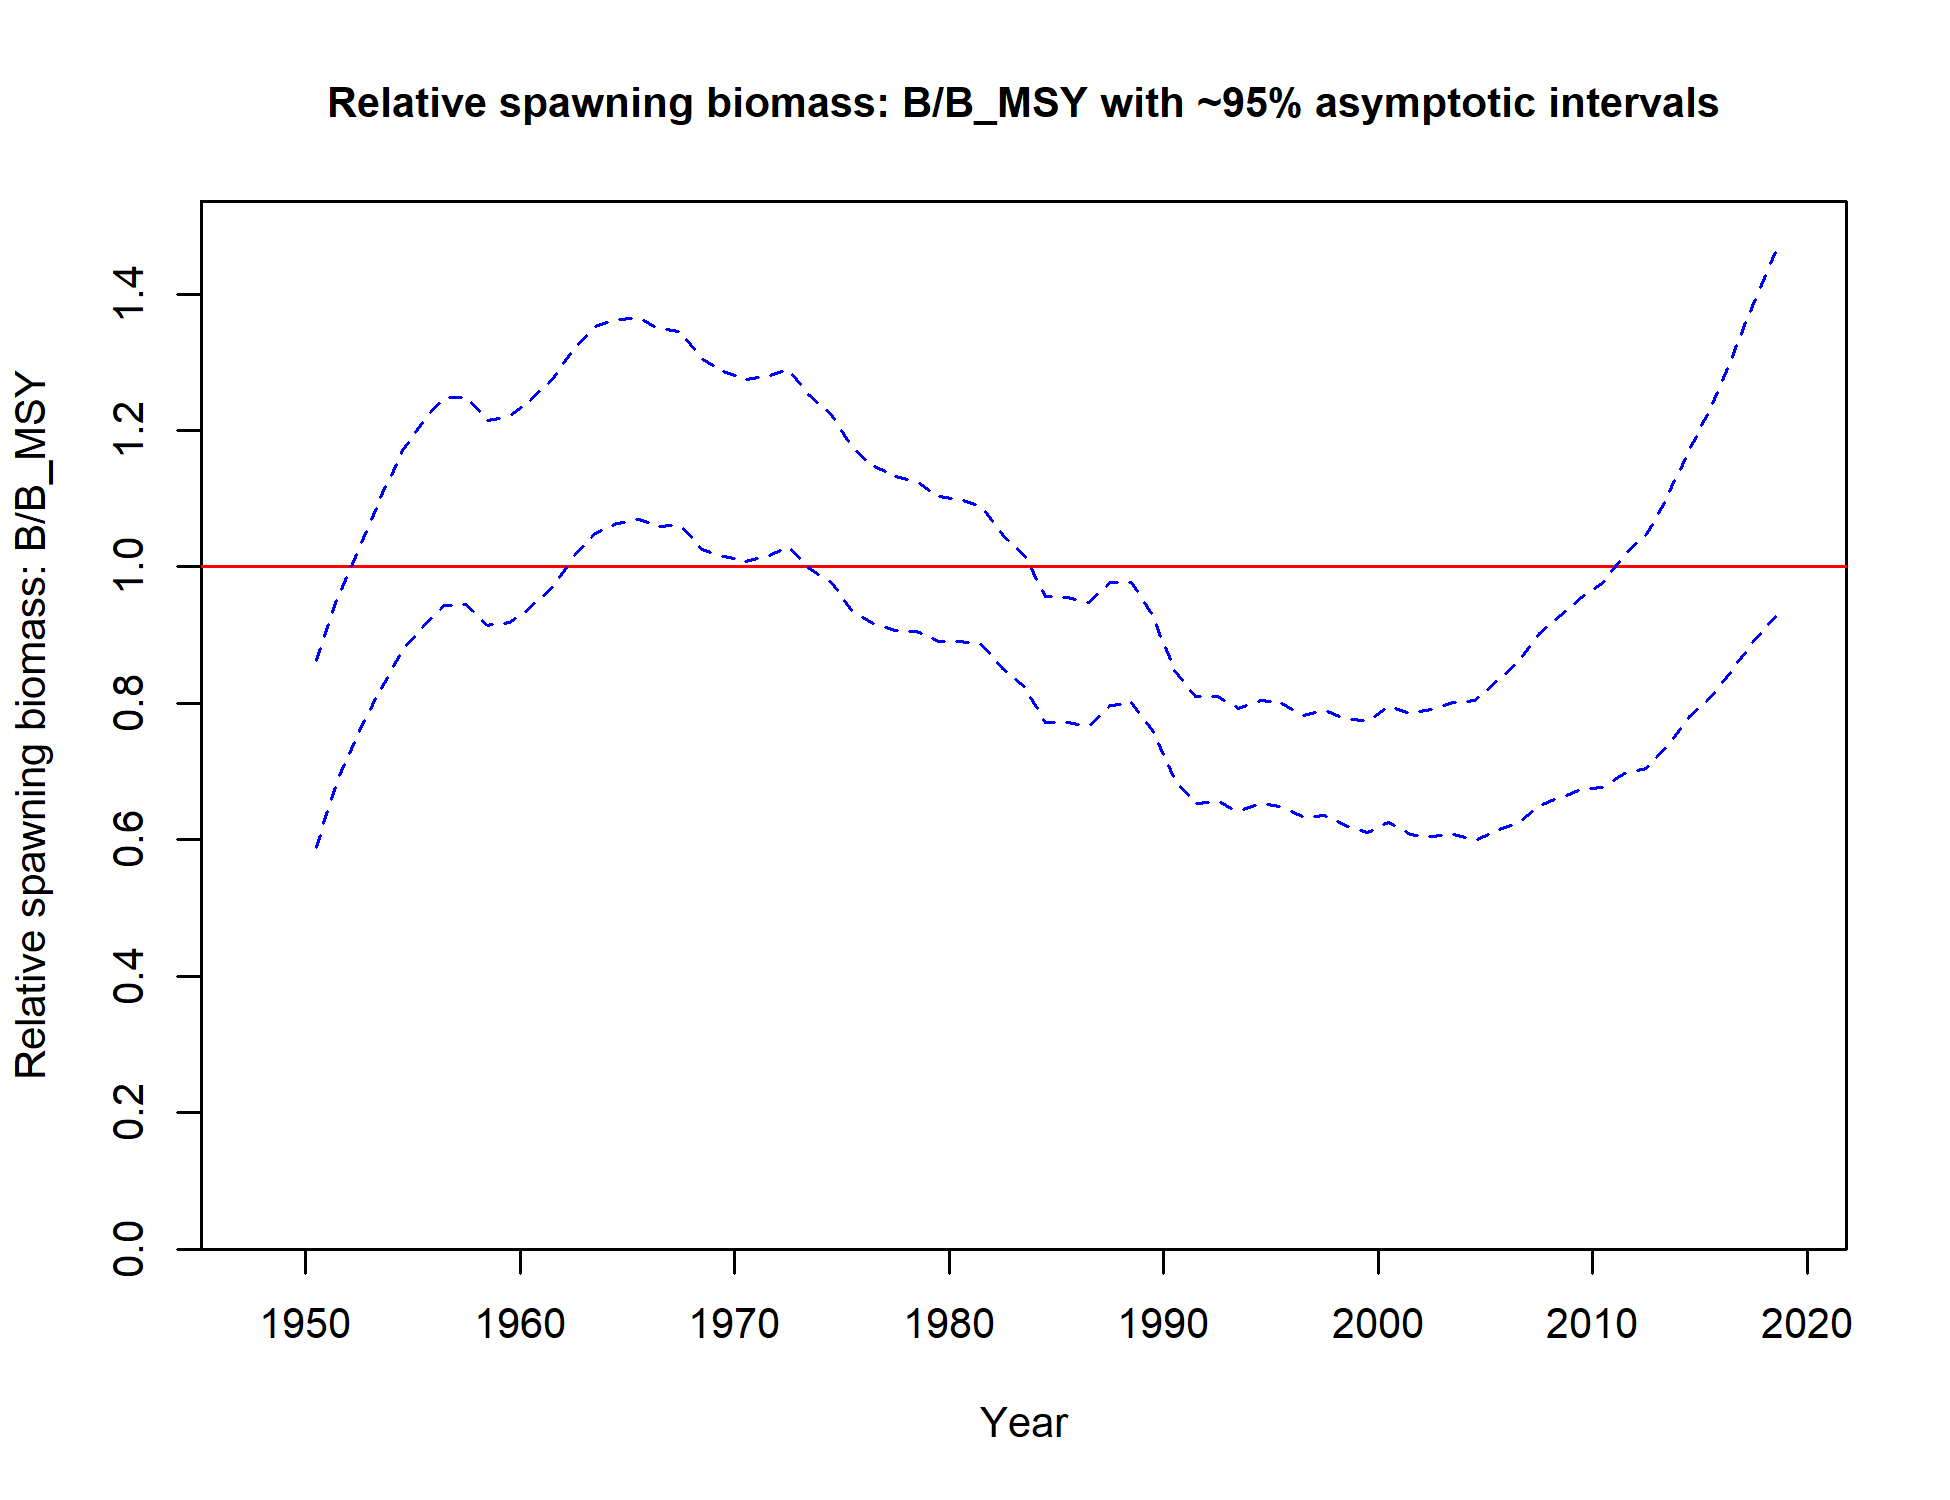 Relative spawning biomass: B/B_MSY with ~95% asymptotic intervals
Relative spawning biomass: B/B_MSY
1.4
1.2
1.0
0.8
0.6
0.4
0.2
0.0
1950 1960 1970 1980 1990 2000 2010 2020
Year